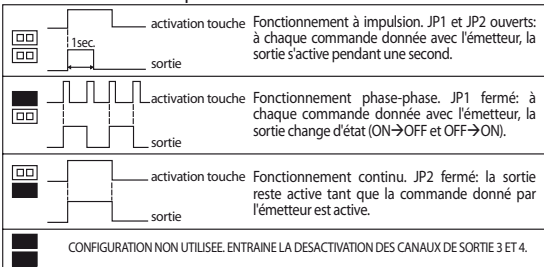 activation touche
1sec.
sortie
Fonctionnement à impulsion. JP1 et JP2 ouverts:
à chaque commande donnée avec l'émetteur, la
sortie s'active pendant une second.
activation touche
sortie
Fonctionnement phase-phase. JP1 fermé: à
chaque commande donnée avec l'émetteur, la
sortie change d'état (ON→OFF et OFF→ON).
activation touche
sortie
Fonctionnement continu. JP2 fermé: la sortie
reste active tant que la commande donné par
l'émetteur est active.
CONFIGURATION NON UTILISEE. ENTRAINE LA DESACTIVATION DES CANAUX DE SORTIE 3 ET 4.